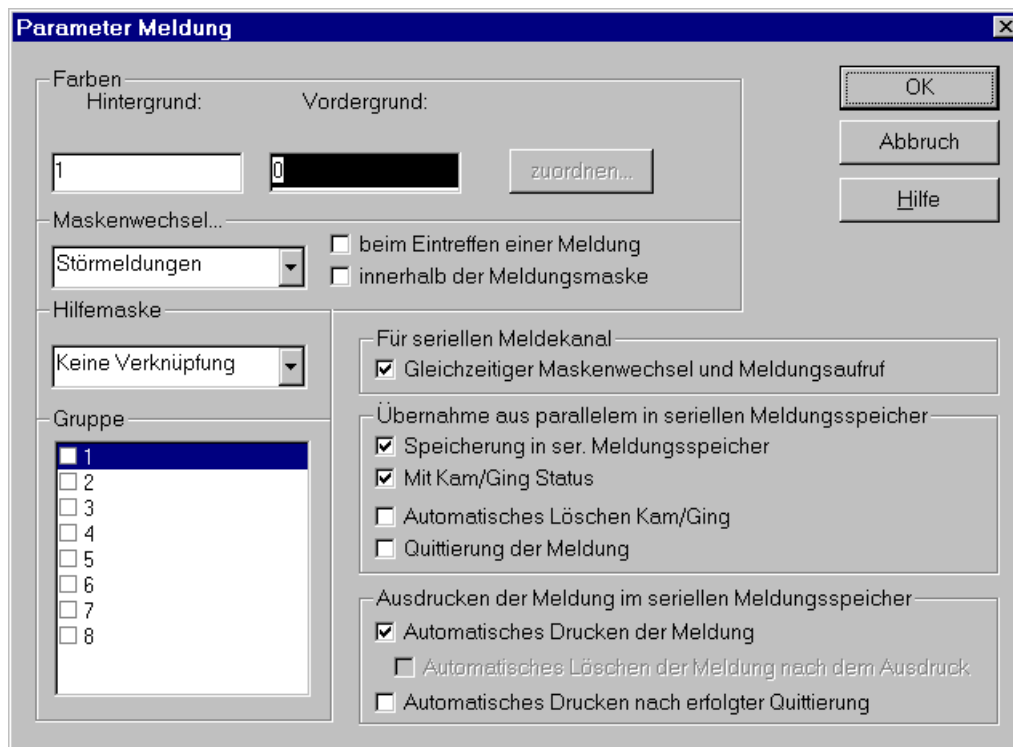 Parameter Meldung
Farben
Hintergrund:
Vordergrund:
1
0
zuordnen...
OK
Abbruch
Hilfe
Maskenwechsel...
Störmeldungen
beim Eintreffen einer Meldung
innerhalb der Meldungsmaske
Hilfemaske
Keine Verknüpfung
Gruppe
1
2
3
4
5
6
7
8
Für seriellen Meldekanal
Gleichzeitiger Maskenwechsel und Meldungsaufruf
Übernahme aus parallelem in seriellen Meldungsspeicher
Speicherung in ser. Meldungsspeicher
Mit Kam/Ging Status
Automatisches Löschen Kam/Ging
Quittierung der Meldung
Ausdrucken der Meldung im seriellen Meldungsspeicher
Automatisches Drucken der Meldung
Automatisches Löschen der Meldung nach dem Ausdruck
Automatisches Drucken nach erfolgter Quittierung